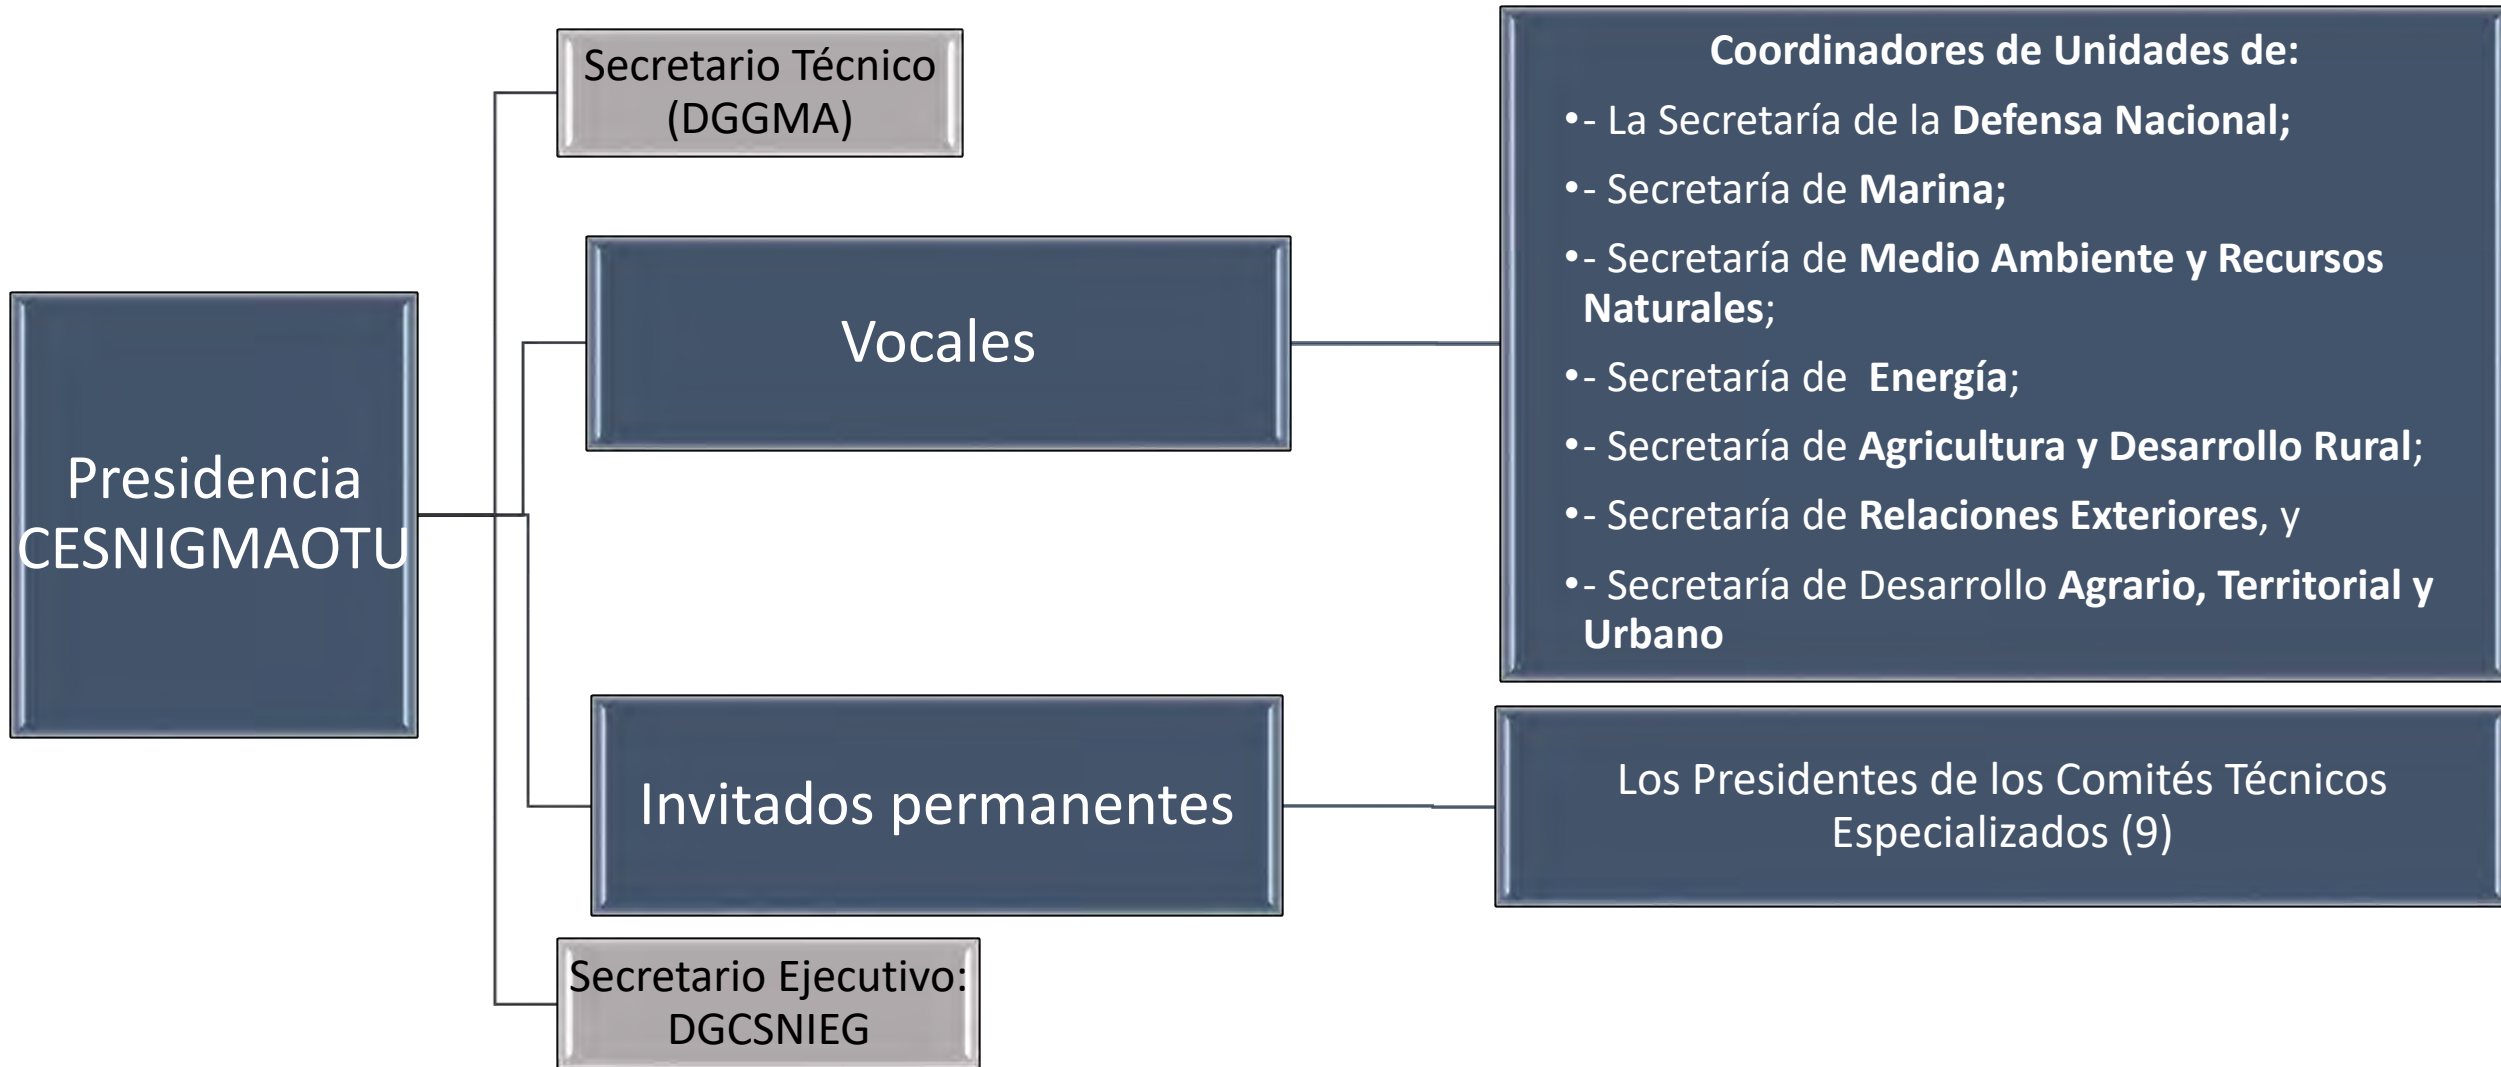 Presidencia
CESNIGMAOTU
Secretario Técnico
(DGGMA)
Vocales
Coordinadores de Unidades de:
•- La Secretaría de la Defensa Nacional;
•- Secretaría de Marina;
•- Secretaría de Medio Ambiente y Recursos
Naturales;
•- Secretaría de Energía;
•- Secretaría de Agricultura y Desarrollo Rural;
•- Secretaría de Relaciones Exteriores, y
•- Secretaría de Desarrollo Agrario, Territorial y
Urbano
Invitados permanentes
Los Presidentes de los Comités Técnicos
Especializados (9)
Secretario Ejecutivo:
DGCSNIEG